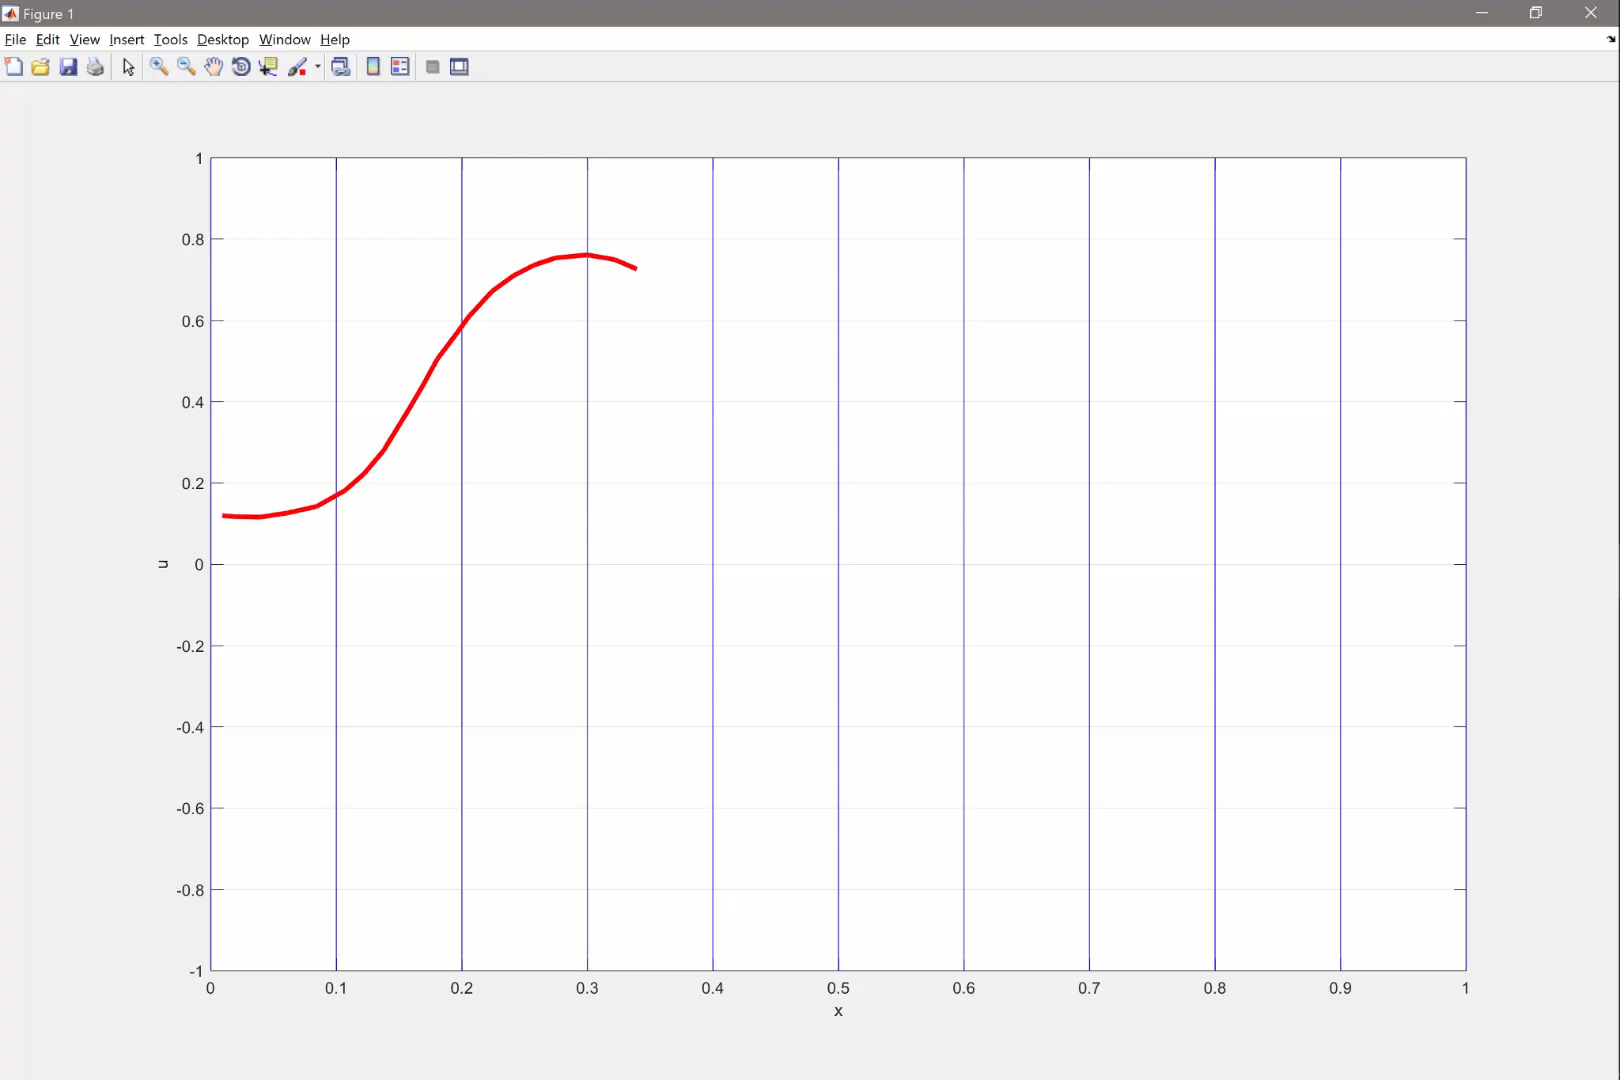 Figure 1
File Edit View Insert Tools Desktop Window Help
1
0.8
0.6
0.4
0.2
0
-0.2
-0.4
-0.6
-0.8
-1
u
0 0.1 0.2 0.3 0.4 0.5 0.6 0.7 0.8 0.9 1
x